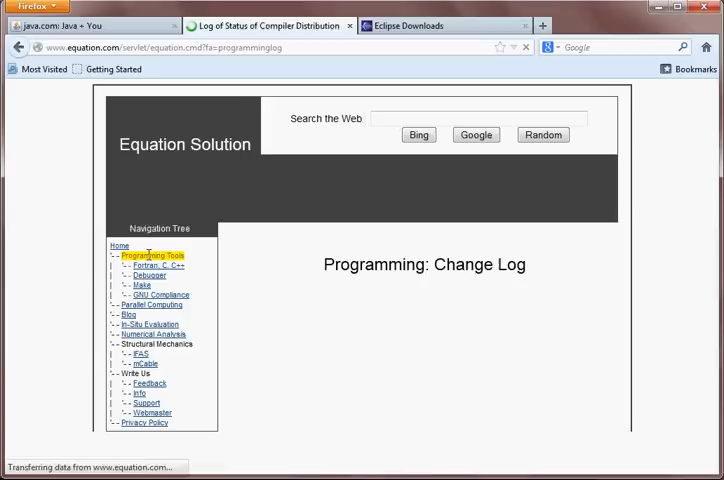 Firefox
java.com: Java + You
Log of Status of Compiler Distribution
Eclipse Downloads
www.equation.com/servlet/equation.cmd?fa=programminglog
Google
Most Visited
Getting Started
Bookmarks
Search the Web
Bing
Google
Random
Equation Solution
Navigation Tree
Home
'-- Programming Tools
| '-- Fortran, C, C++
| '-- Debugger
| '-- Make
| '-- GNU Compliance
'-- Parallel Computing
'-- Blog
'-- In-Situ Evaluation
'-- Numerical Analysis
'-- Structural Mechanics
| '-- IFAS
| '-- mCable
'-- Write Us
| '-- Feedback
| '-- Info
| '-- Support
| '-- Webmaster
'-- Privacy Policy
Programming: Change Log
Transferring data from www.equation.com...